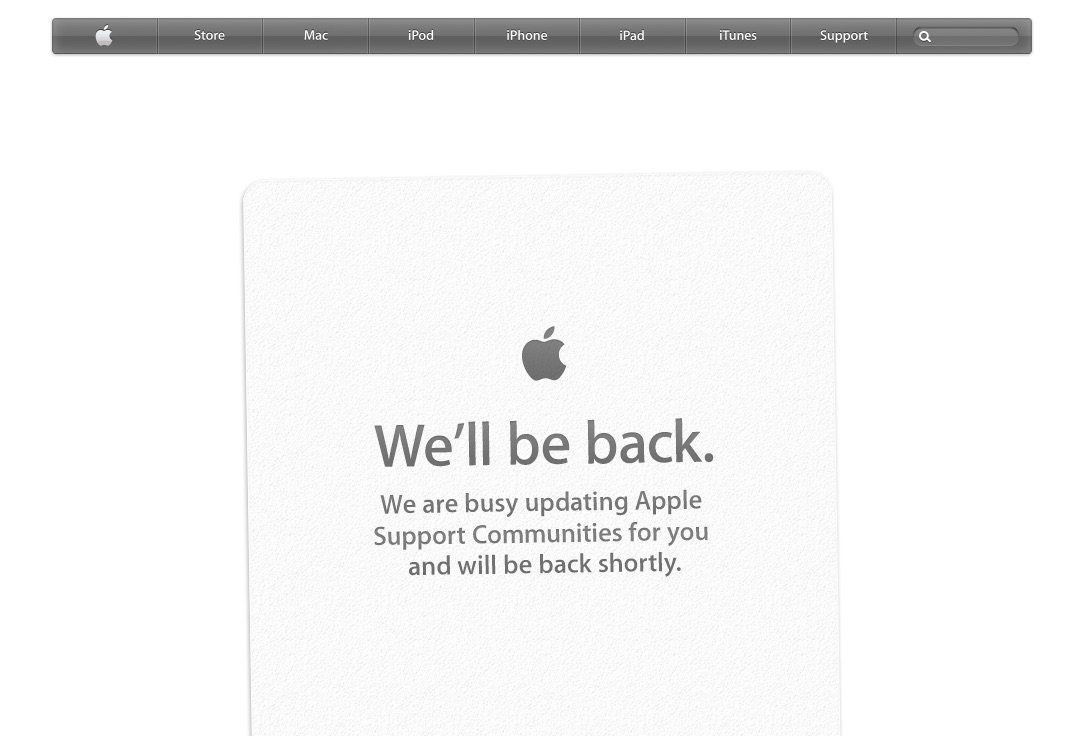 Store
Mac
iPod
iPhone
iPad
iTunes
Support
We’ll be back.
We are busy updating Apple
Support Communities for you
and will be back shortly.